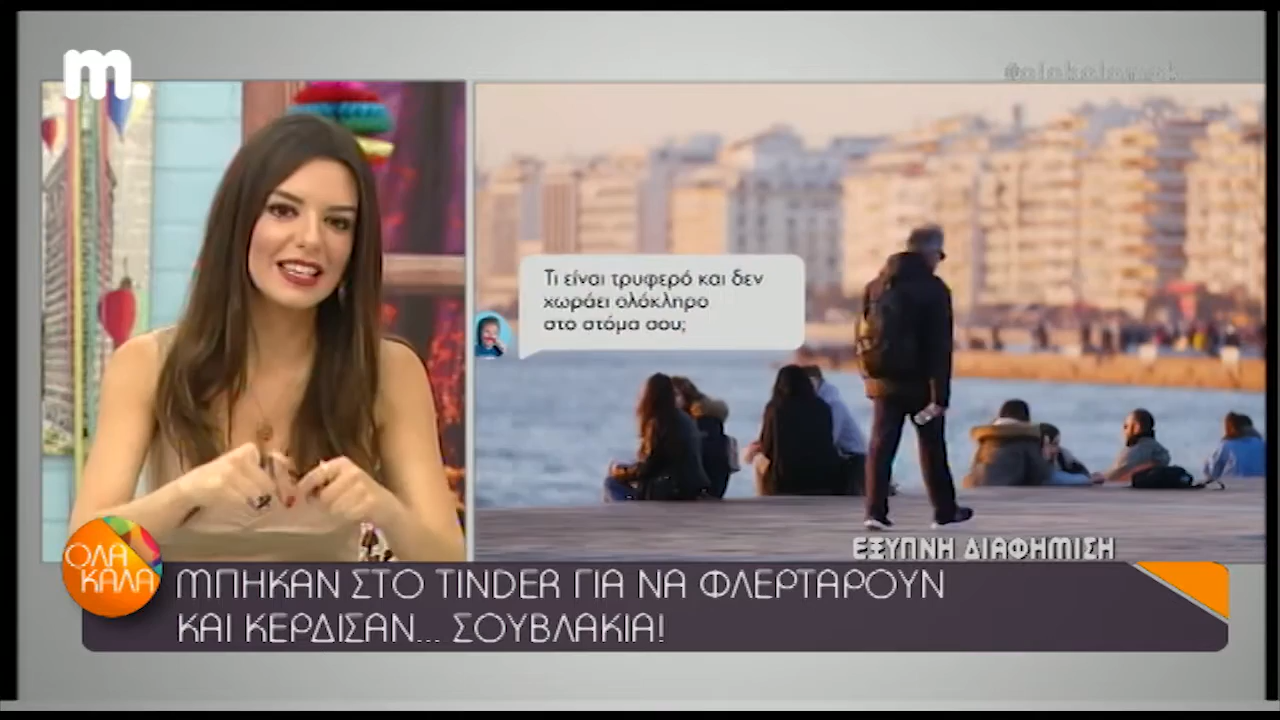 m.
Τι είναι τρυφερό και δεν
χωράει ολόκληρο
στο στόμα σου;
ΕΞΥΠΝΗ ΔΙΑΦΗΜΙΣΗ
ΟΛΑ
ΚΑΛΑ
ΜΠΗΚΑΝ ΣΤΟ TINDER ΓΙΑ ΝΑ ΦΛΕΡΤΑΡΟΥΝ
ΚΑΙ ΚΕΡΔΙΣΑΝ... ΣΟΥΒΛΑΚΙΑ!